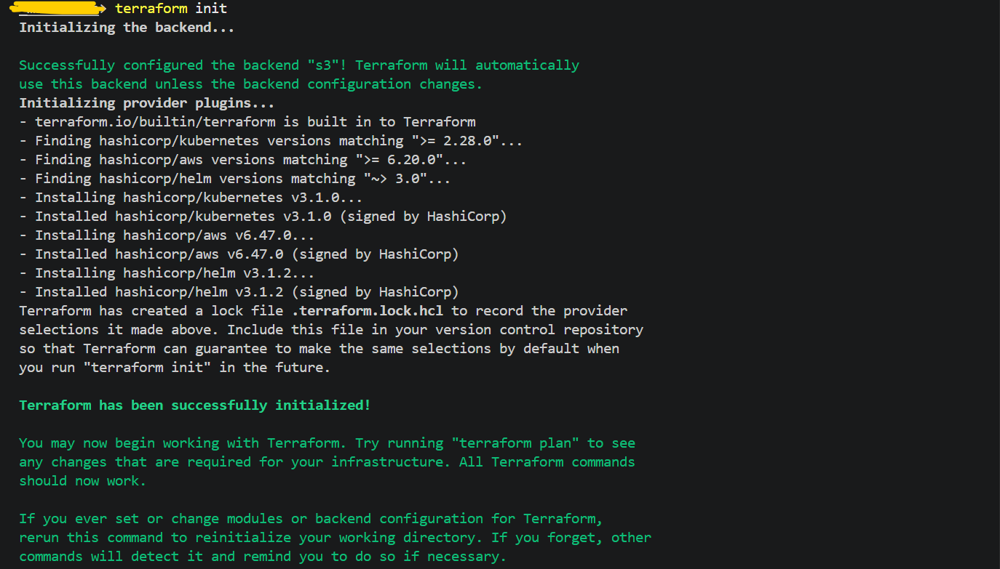 terraform init
Initializing the backend...
Successfully configured the backend "s3"! Terraform will automatically
use this backend unless the backend configuration changes.
Initializing provider plugins...
- terraform.io/builtin/terraform is built in to Terraform
- Finding hashicorp/kubernetes versions matching ">= 2.28.0"...
- Finding hashicorp/aws versions matching ">= 6.20.0"...
- Finding hashicorp/helm versions matching "~> 3.0"...
- Installing hashicorp/kubernetes v3.1.0...
- Installed hashicorp/kubernetes v3.1.0 (signed by HashiCorp)
- Installing hashicorp/aws v6.47.0...
- Installed hashicorp/aws v6.47.0 (signed by HashiCorp)
- Installing hashicorp/helm v3.1.2...
- Installed hashicorp/helm v3.1.2 (signed by HashiCorp)
Terraform has created a lock file .terraform.lock.hcl to record the provider
selections it made above. Include this file in your version control repository
so that Terraform can guarantee to make the same selections by default when
you run "terraform init" in the future.
Terraform has been successfully initialized!
You may now begin working with Terraform. Try running "terraform plan" to see
any changes that are required for your infrastructure. All Terraform commands
should now work.
If you ever set or change modules or backend configuration for Terraform,
rerun this command to reinitialize your working directory. If you forget, other
commands will detect it and remind you to do so if necessary.